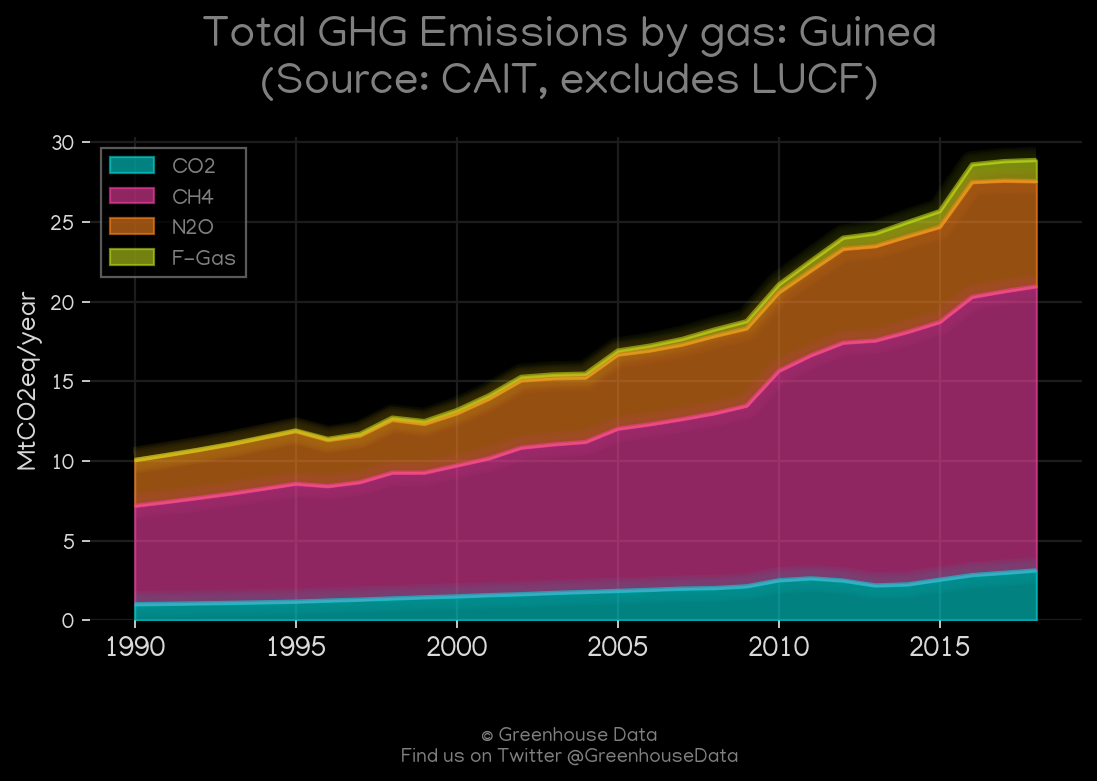 Total GHG Emissions by gas: Guinea
(Source: CAIT, excludes LUCF)
30
25
20
15
10
5
0
MtCO2eq/year
CO2
CH4
N2O
F-Gas
1990 1995 2000 2005 2010 2015
© Greenhouse Data
Find us on Twitter @GreenhouseData